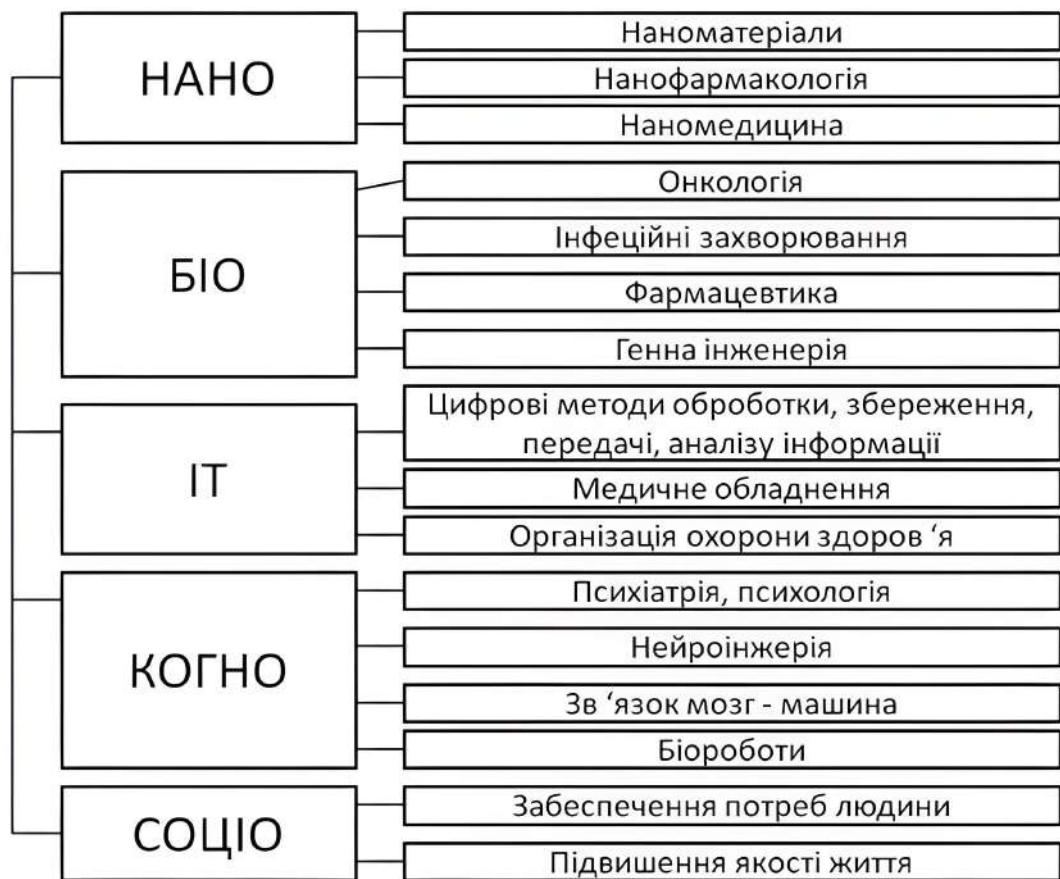 НАНО
Наноматеріали
Нанофармакологія
Наномедицина
БІО
Онкологія
Інфеційні захворювання
Фармацевтика
Генна інженерія
ІТ
Цифрові методи оброботки, збереження,
передачі, аналізу інформації
Медичне обладнення
Організація охорони здоров ‘я
КОГНО
Психіатрія, психологія
Нейроінжерія
Зв ‘язок мозг - машина
Біороботи
СОЦІО
Забеспечення потреб людини
Підвишення якості життя